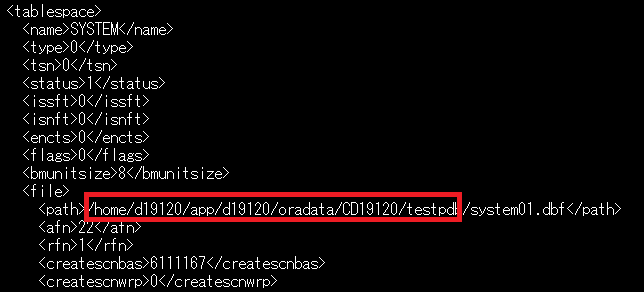 <tablespace>
<name>SYSTEM</name>
<type>0</type>
<tsn>0</tsn>
<status>1</status>
<issft>0</issft>
<isnft>0</isnft>
<encts>0</encts>
<flags>0</flags>
<bmunitsize>8</bmunitsize>
<file>
<path>/home/d19120/app/d19120/oradata/CD19120/testpdb/system01.dbf</path>
<afn>22</afn>
<rfn>1</rfn>
<createscnbas>6111167</createscnbas>
<createscnwrp>0</createscnwrp>